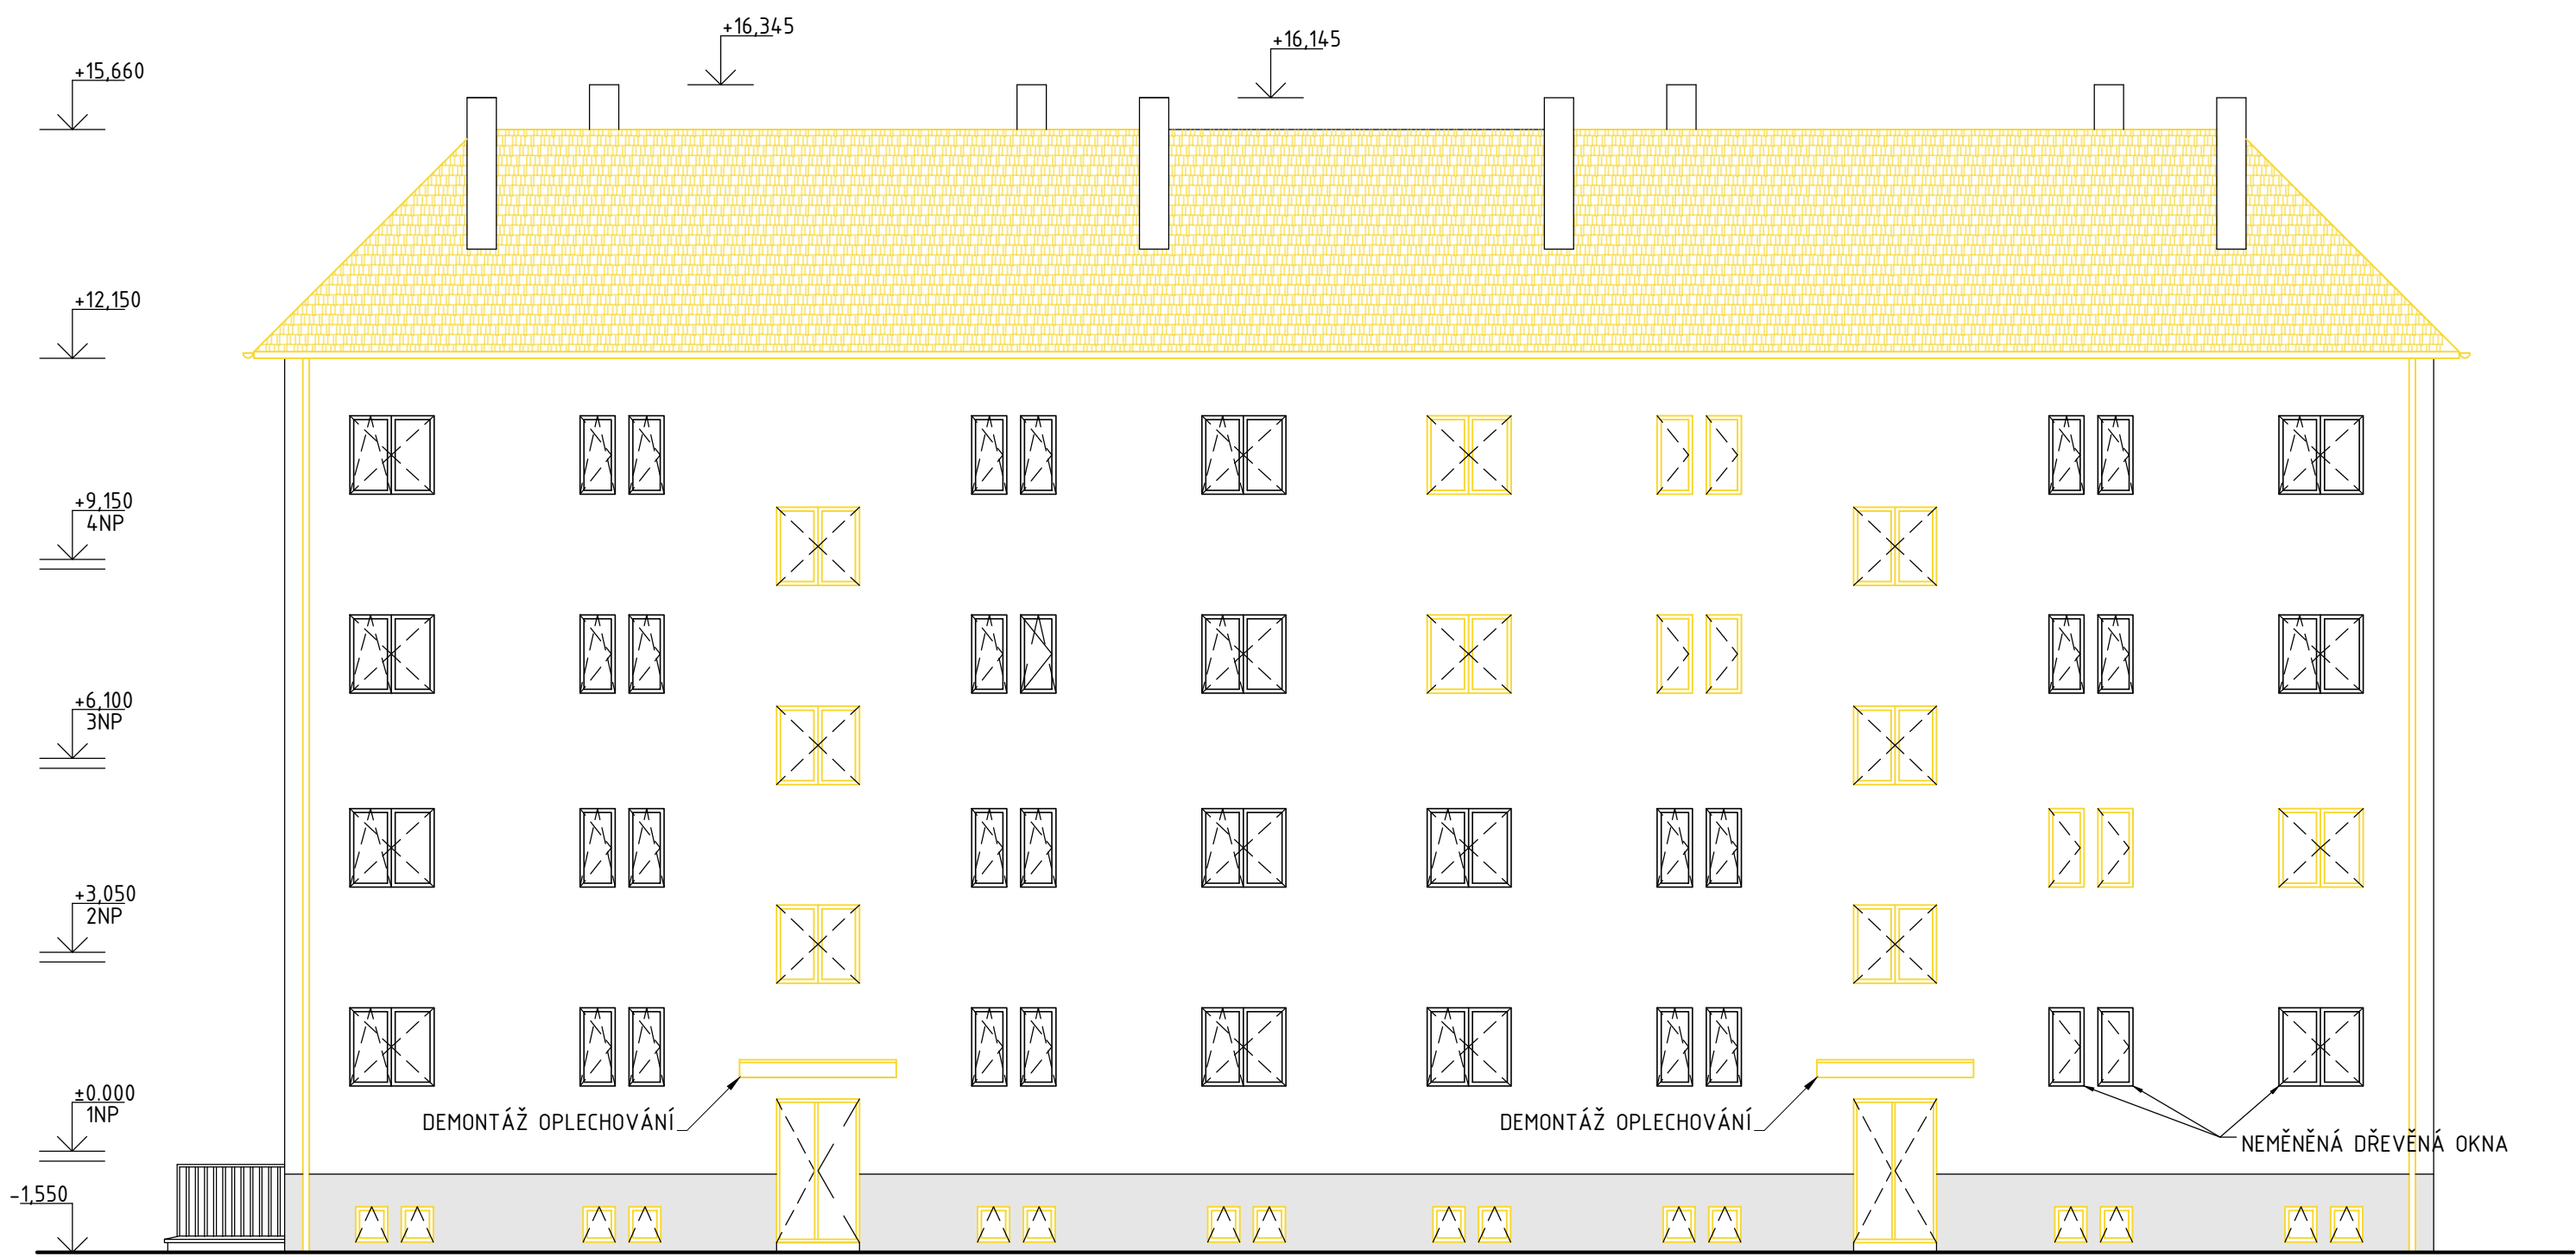 +16,345
+16,145
+15,660
+12,150
+9,150
4NP
+6,100
3NP
+3,050
2NP
±0.000
1NP
DEMONTÁŽ OPLECHOVÁNÍ
DEMONTÁŽ OPLECHOVÁNÍ
NEMĚNĚNÁ DŘEVĚNÁ OKNA
-1,550